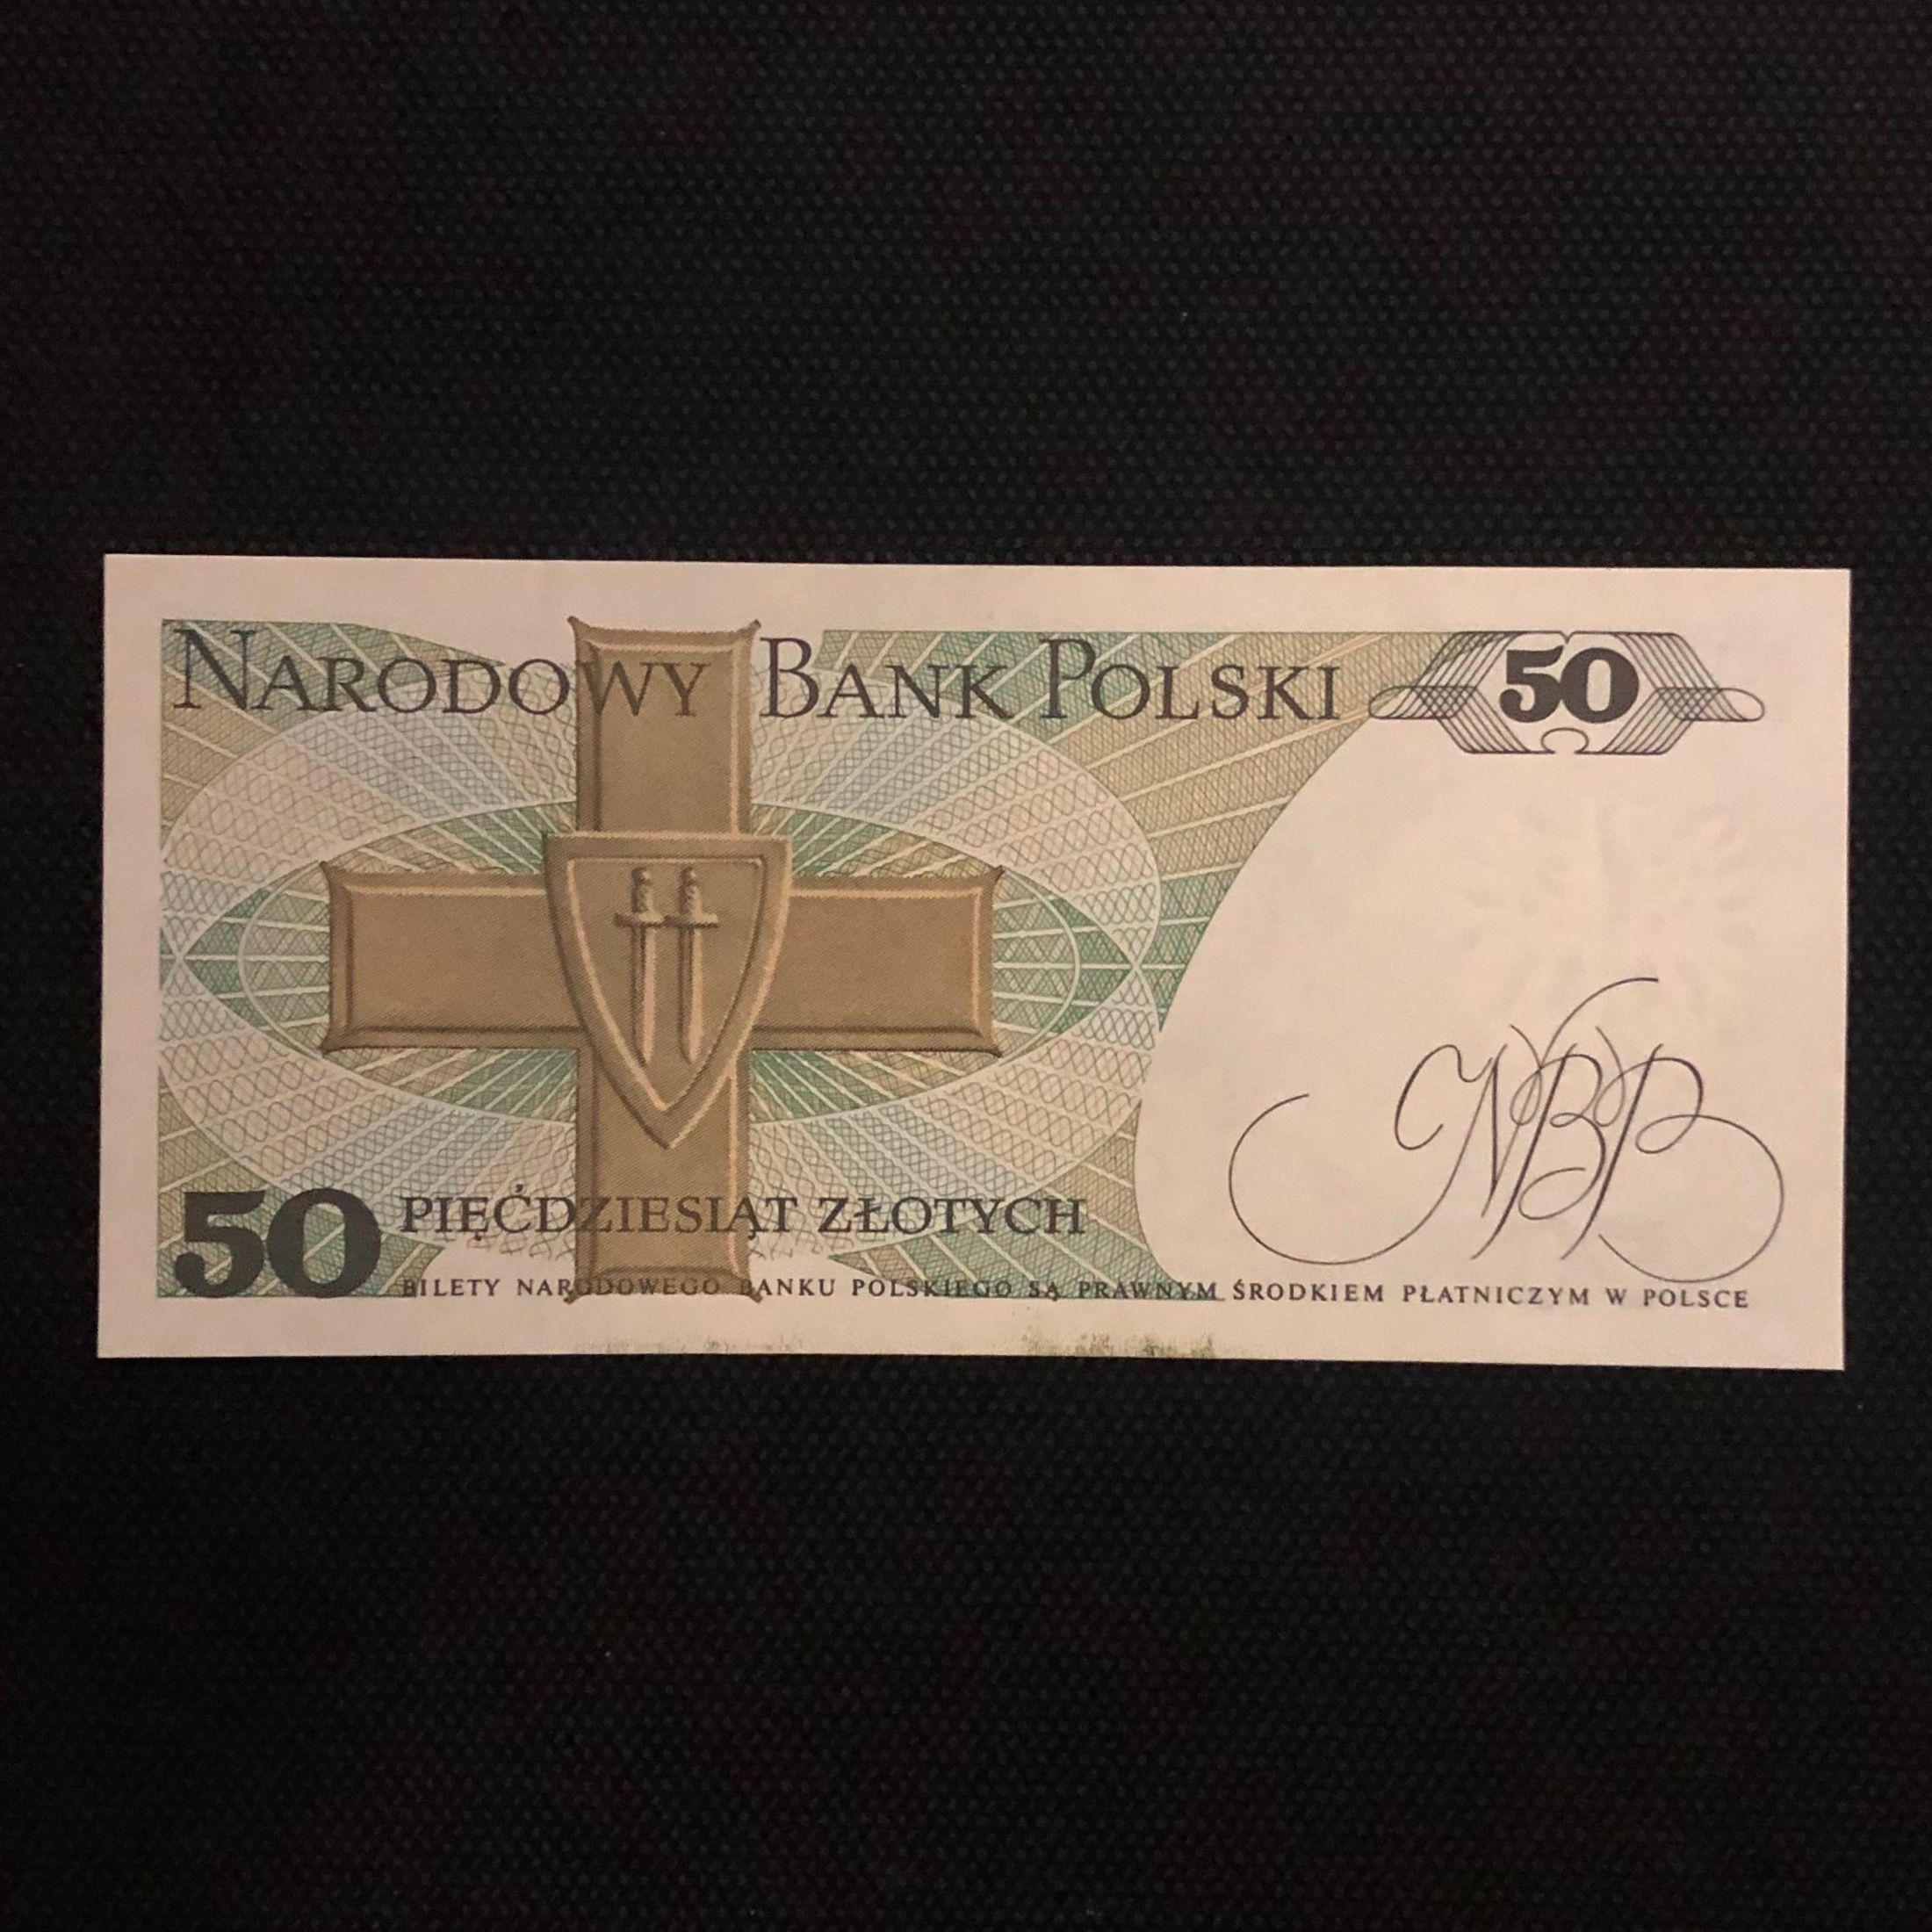 NARODOWY BANK POLSKI 50
NBP
50 PIĘĆDZIESIĄT ZŁOTYCH
BILETY NARODOWEGO BANKU POLSKIEGO SĄ PRAWNYM ŚRODKIEM PŁATNICZYM W POLSCE